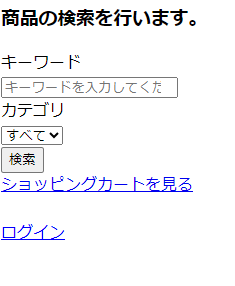 商品の検索を行います。
キーワード
キーワードを入力してくだ
カテゴリ
すべて
検索
ショッピングカートを見る
ログイン